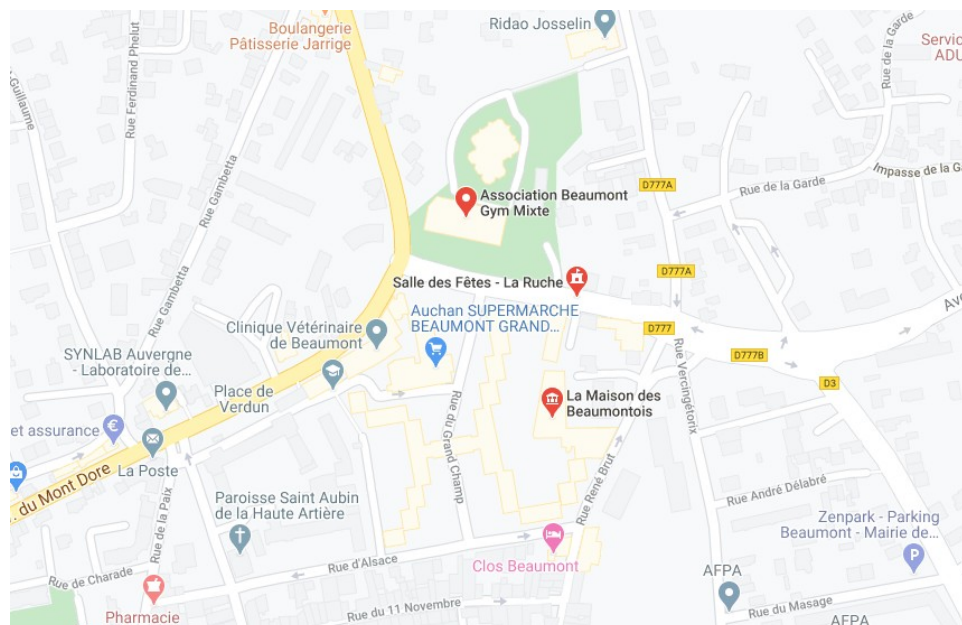 Boulangerie
Pâtisserie Jarrige
Ridao Josselin
Servic
ADU
Rue de la Garde
Rue Ferdinand Phelut
Guillaume
Rue Gambetta
Impasse de la G
D777A
Rue de la Garde
Association Beaumont
Gym Mixte
D777A
Salle des Fêtes - La Ruche
Rue Gambetta
Auchan SUPERMARCHE
BEAUMONT GRAND...
Clinique Vétérinaire
de Beaumont
D777
Ave
SYNLAB Auvergne
- Laboratoire de...
D777B
Rue Vercingétorix
D3
Place de
Verdun
La Maison des
Beaumontois
et assurance
€
La Poste
Rue du Grand Champ
. du Mont Dore
Rue René Brut
Rue de la Paix
Paroisse Saint Aubin
de la Haute Artière
Rue André Délabré
Zenpark - Parking
Beaumont - Mairie de...
P
Rue d'Alsace
Clos Beaumont
AFPA
Rue de Charade
Pharmacie
Rue du 11 Novembre
Rue du Masage
AFPA